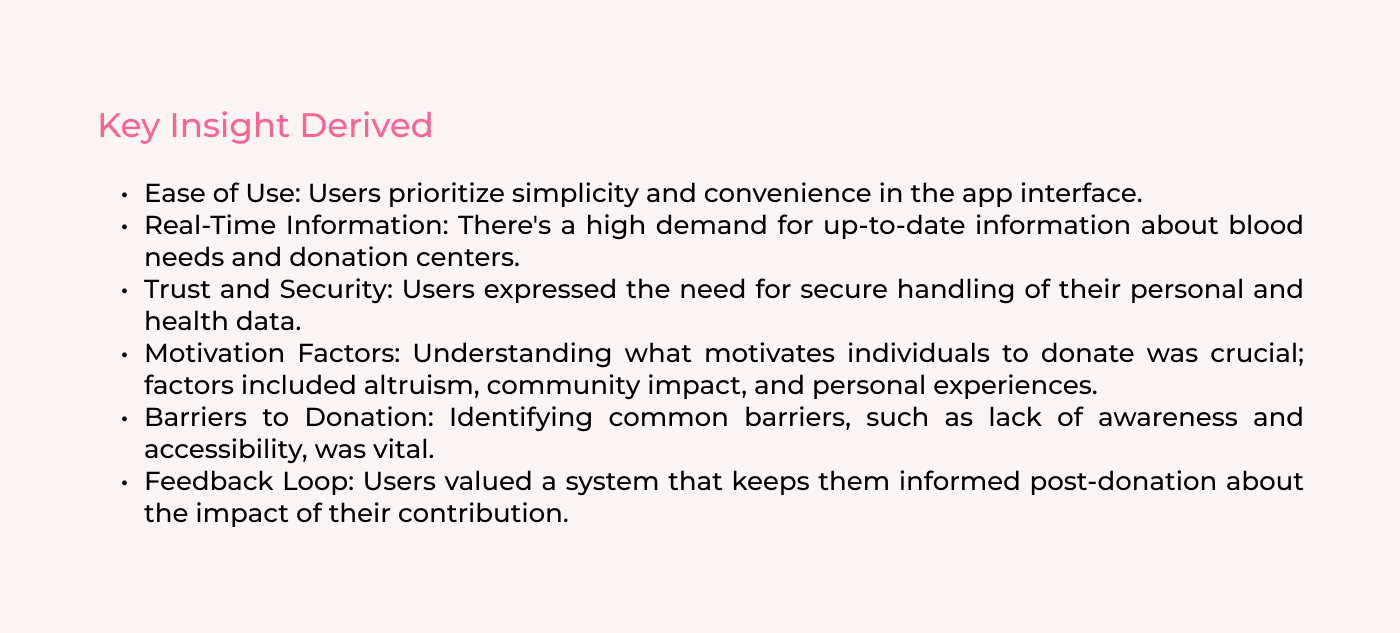 Key Insight Derived
• Ease of Use: Users prioritize simplicity and convenience in the app interface.
• Real-Time Information: There's a high demand for up-to-date information about blood
needs and donation centers.
• Trust and Security: Users expressed the need for secure handling of their personal and
health data.
• Motivation Factors: Understanding what motivates individuals to donate was crucial;
factors included altruism, community impact, and personal experiences.
• Barriers to Donation: Identifying common barriers, such as lack of awareness and
accessibility, was vital.
• Feedback Loop: Users valued a system that keeps them informed post-donation about
the impact of their contribution.